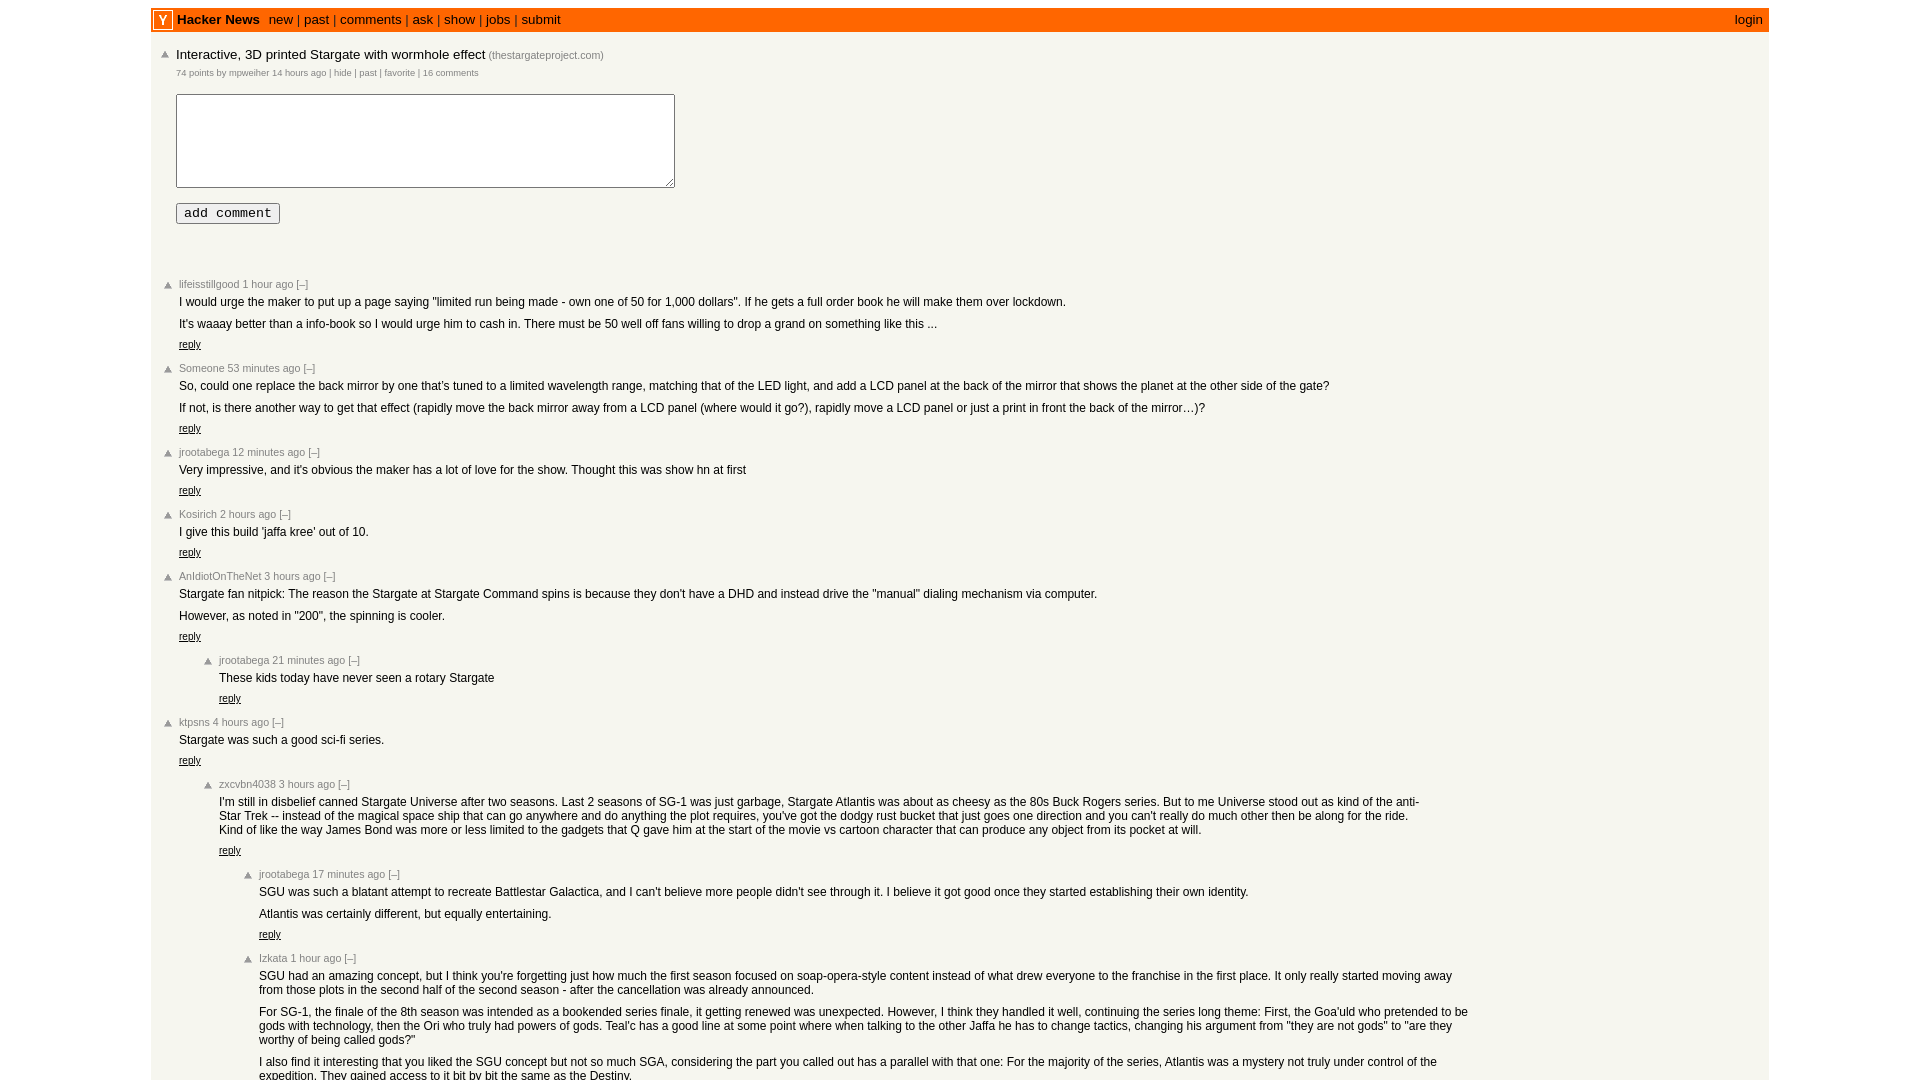 Y Hacker News new | past | comments | ask | show | jobs | submit login
Interactive, 3D printed Stargate with wormhole effect (thestargateproject.com)
74 points by mpweiher 14 hours ago | hide | past | favorite | 16 comments
add comment
lifeisstillgood 1 hour ago [–]
I would urge the maker to put up a page saying "limited run being made - own one of 50 for 1,000 dollars". If he gets a full order book he will make them over lockdown.
It's waaay better than a info-book so I would urge him to cash in. There must be 50 well off fans willing to drop a grand on something like this ...
reply
Someone 53 minutes ago [–]
So, could one replace the back mirror by one that’s tuned to a limited wavelength range, matching that of the LED light, and add a LCD panel at the back of the mirror that shows the planet at the other side of the gate?
If not, is there another way to get that effect (rapidly move the back mirror away from a LCD panel (where would it go?), rapidly move a LCD panel or just a print in front the back of the mirror…)?
reply
jrootabega 12 minutes ago [–]
Very impressive, and it's obvious the maker has a lot of love for the show. Thought this was show hn at first
reply
Kosirich 2 hours ago [–]
I give this build 'jaffa kree' out of 10.
reply
AnIdiotOnTheNet 3 hours ago [–]
Stargate fan nitpick: The reason the Stargate at Stargate Command spins is because they don't have a DHD and instead drive the "manual" dialing mechanism via computer.
However, as noted in "200", the spinning is cooler.
reply
jrootabega 21 minutes ago [–]
These kids today have never seen a rotary Stargate
reply
ktpsns 4 hours ago [–]
Stargate was such a good sci-fi series.
reply
zxcvbn4038 3 hours ago [–]
I'm still in disbelief canned Stargate Universe after two seasons. Last 2 seasons of SG-1 was just garbage, Stargate Atlantis was about as cheesy as the 80s Buck Rogers series. But to me Universe stood out as kind of the anti-
Star Trek -- instead of the magical space ship that can go anywhere and do anything the plot requires, you've got the dodgy rust bucket that just goes one direction and you can't really do much other then be along for the ride.
Kind of like the way James Bond was more or less limited to the gadgets that Q gave him at the start of the movie vs cartoon character that can produce any object from its pocket at will.
reply
jrootabega 17 minutes ago [–]
SGU was such a blatant attempt to recreate Battlestar Galactica, and I can't believe more people didn't see through it. I believe it got good once they started establishing their own identity.
Atlantis was certainly different, but equally entertaining.
reply
Izkata 1 hour ago [–]
SGU had an amazing concept, but I think you're forgetting just how much the first season focused on soap-opera-style content instead of what drew everyone to the franchise in the first place. It only really started moving away
from those plots in the second half of the second season - after the cancellation was already announced.
For SG-1, the finale of the 8th season was intended as a bookended series finale, it getting renewed was unexpected. However, I think they handled it well, continuing the series long theme: First, the Goa'uld who pretended to be
gods with technology, then the Ori who truly had powers of gods. Teal'c has a good line at some point where when talking to the other Jaffa he has to change tactics, changing his argument from "they are not gods" to "are they
worthy of being called gods?"
I also find it interesting that you liked the SGU concept but not so much SGA, considering the part you called out has a parallel with that one: For the majority of the series, Atlantis was a mystery not truly under control of the
expedition. They gained access to it bit by bit the same as the Destiny.